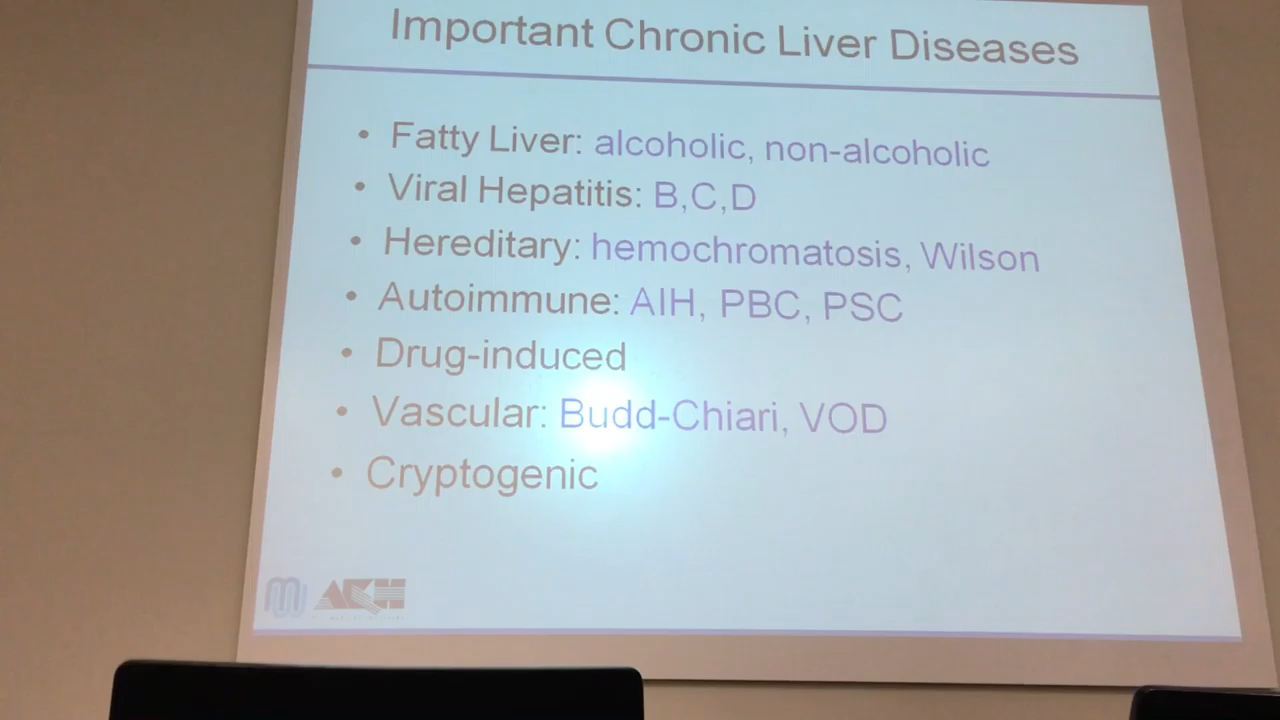 Important Chronic Liver Diseases
• Fatty Liver: alcoholic, non-alcoholic
• Viral Hepatitis: B,C,D
• Hereditary: hemochromatosis, Wilson
• Autoimmune: AIH, PBC, PSC
• Drug-induced
• Vascular: Budd-Chiari, VOD
• Cryptogenic
AKH